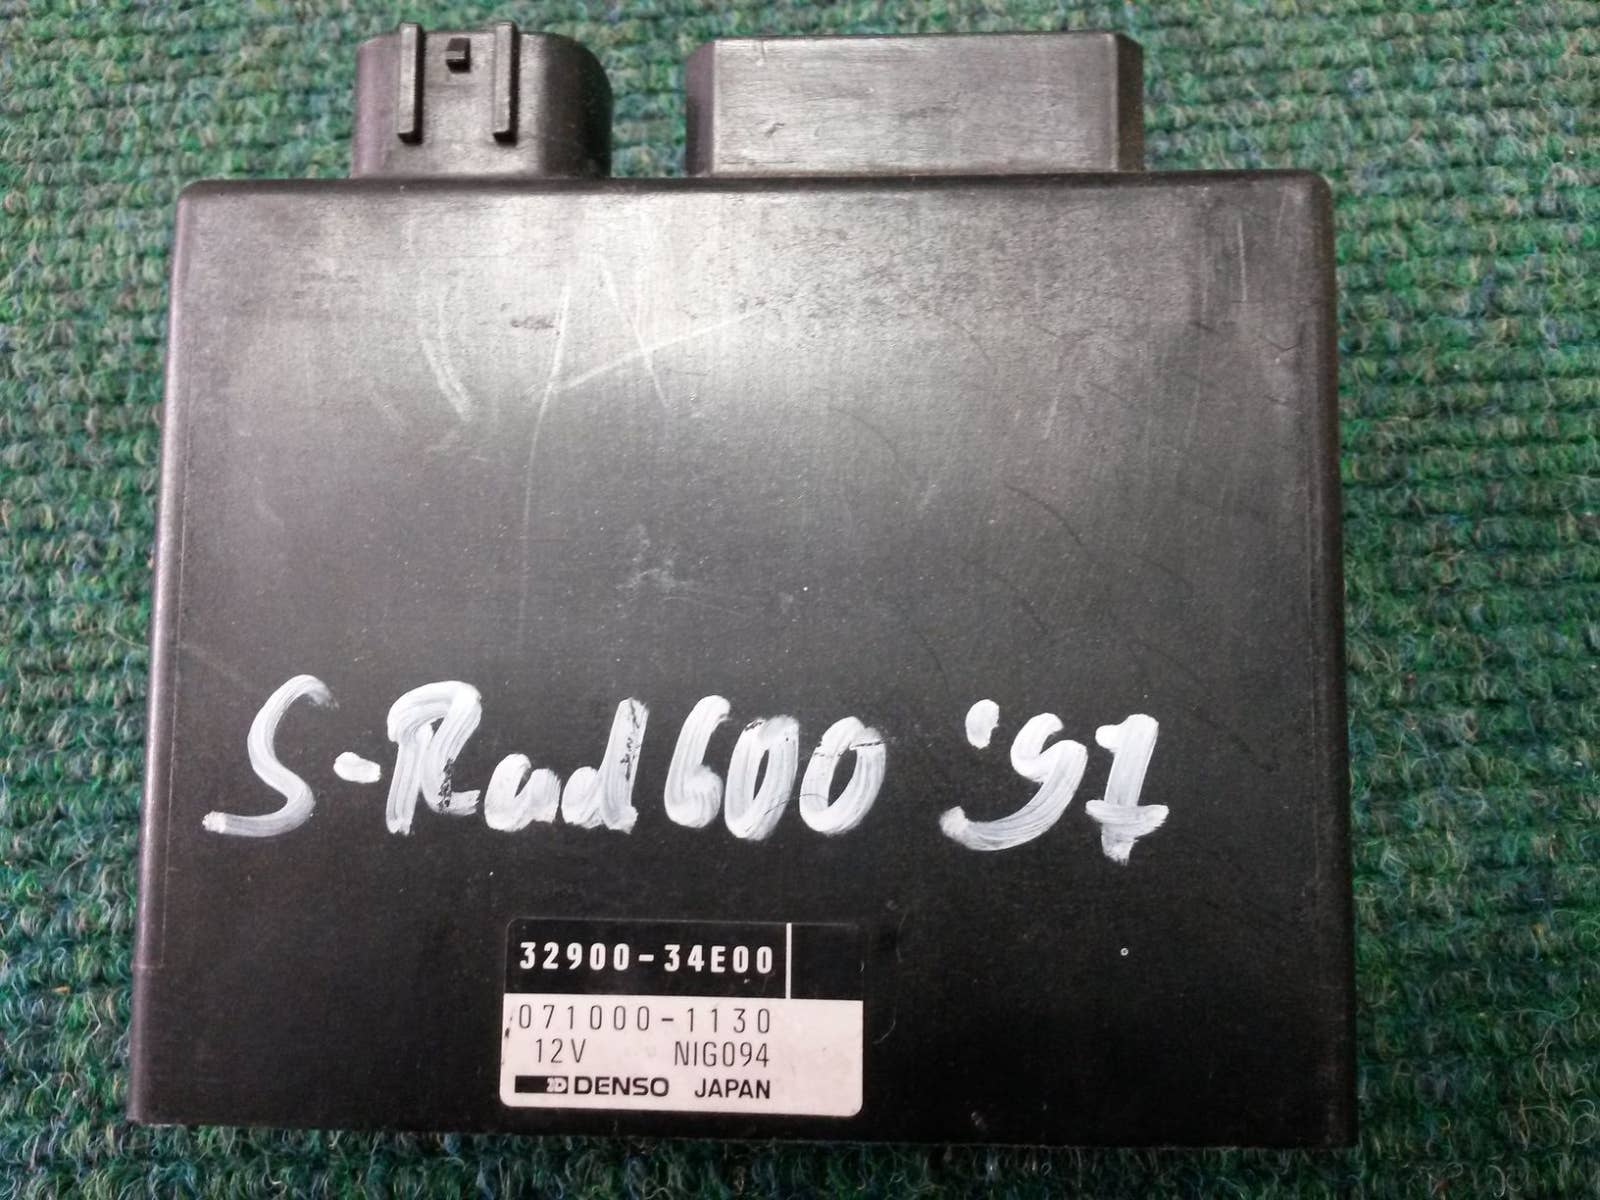 S-Rad 600 '97
32900-34E00
071000-1130
12V NIG094
DENSO JAPAN